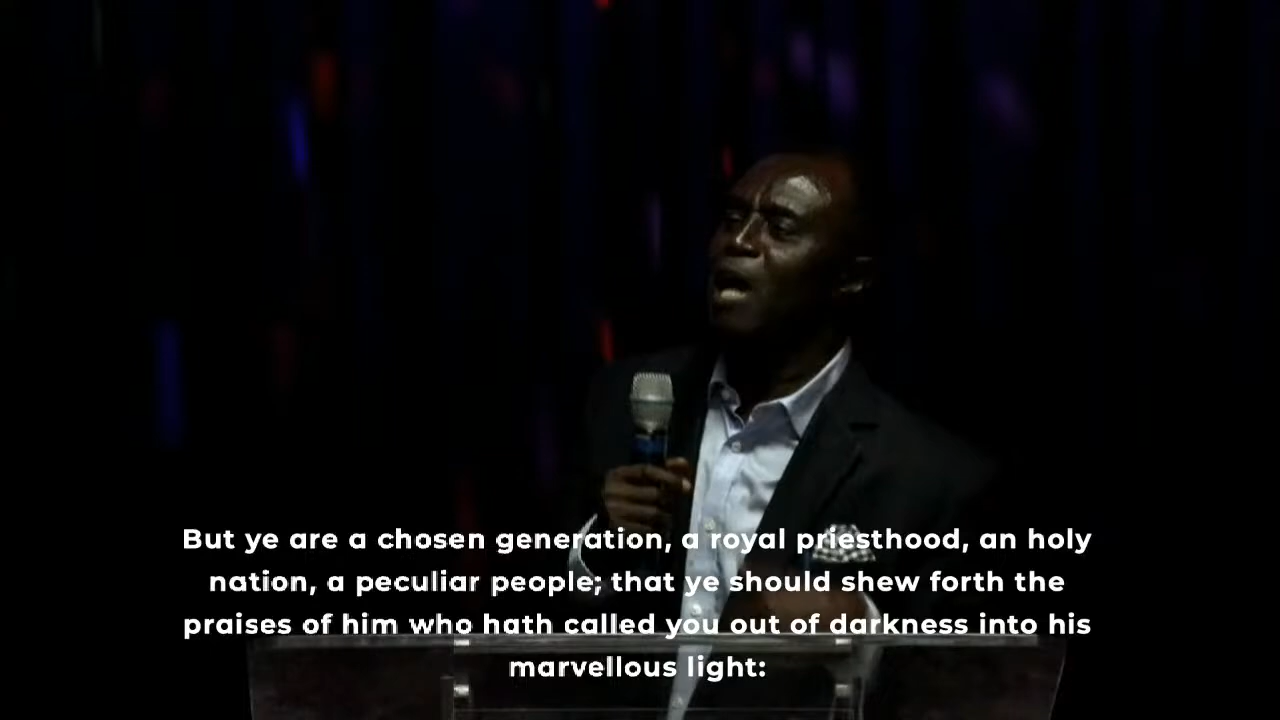 But ye are a chosen generation, a royal priesthood, an holy
nation, a peculiar people; that ye should shew forth the
praises of him who hath called you out of darkness into his
marvellous light: